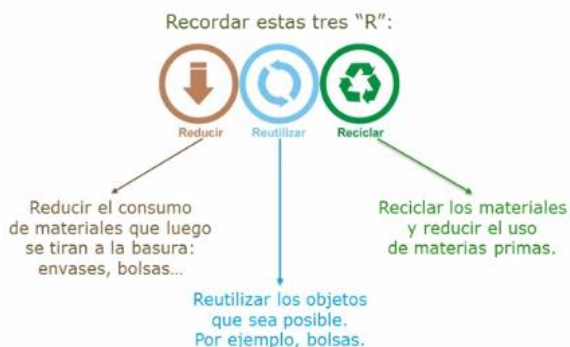 Recordar estas tres “R”:
Reducir
Reutilizar
Reciclar
Reducir el consumo
de materiales que luego
se tiran a la basura:
envases, bolsas...
Reutilizar los objetos
que sea posible.
Por ejemplo, bolsas.
Reciclar los materiales
y reducir el uso
de materias primas.